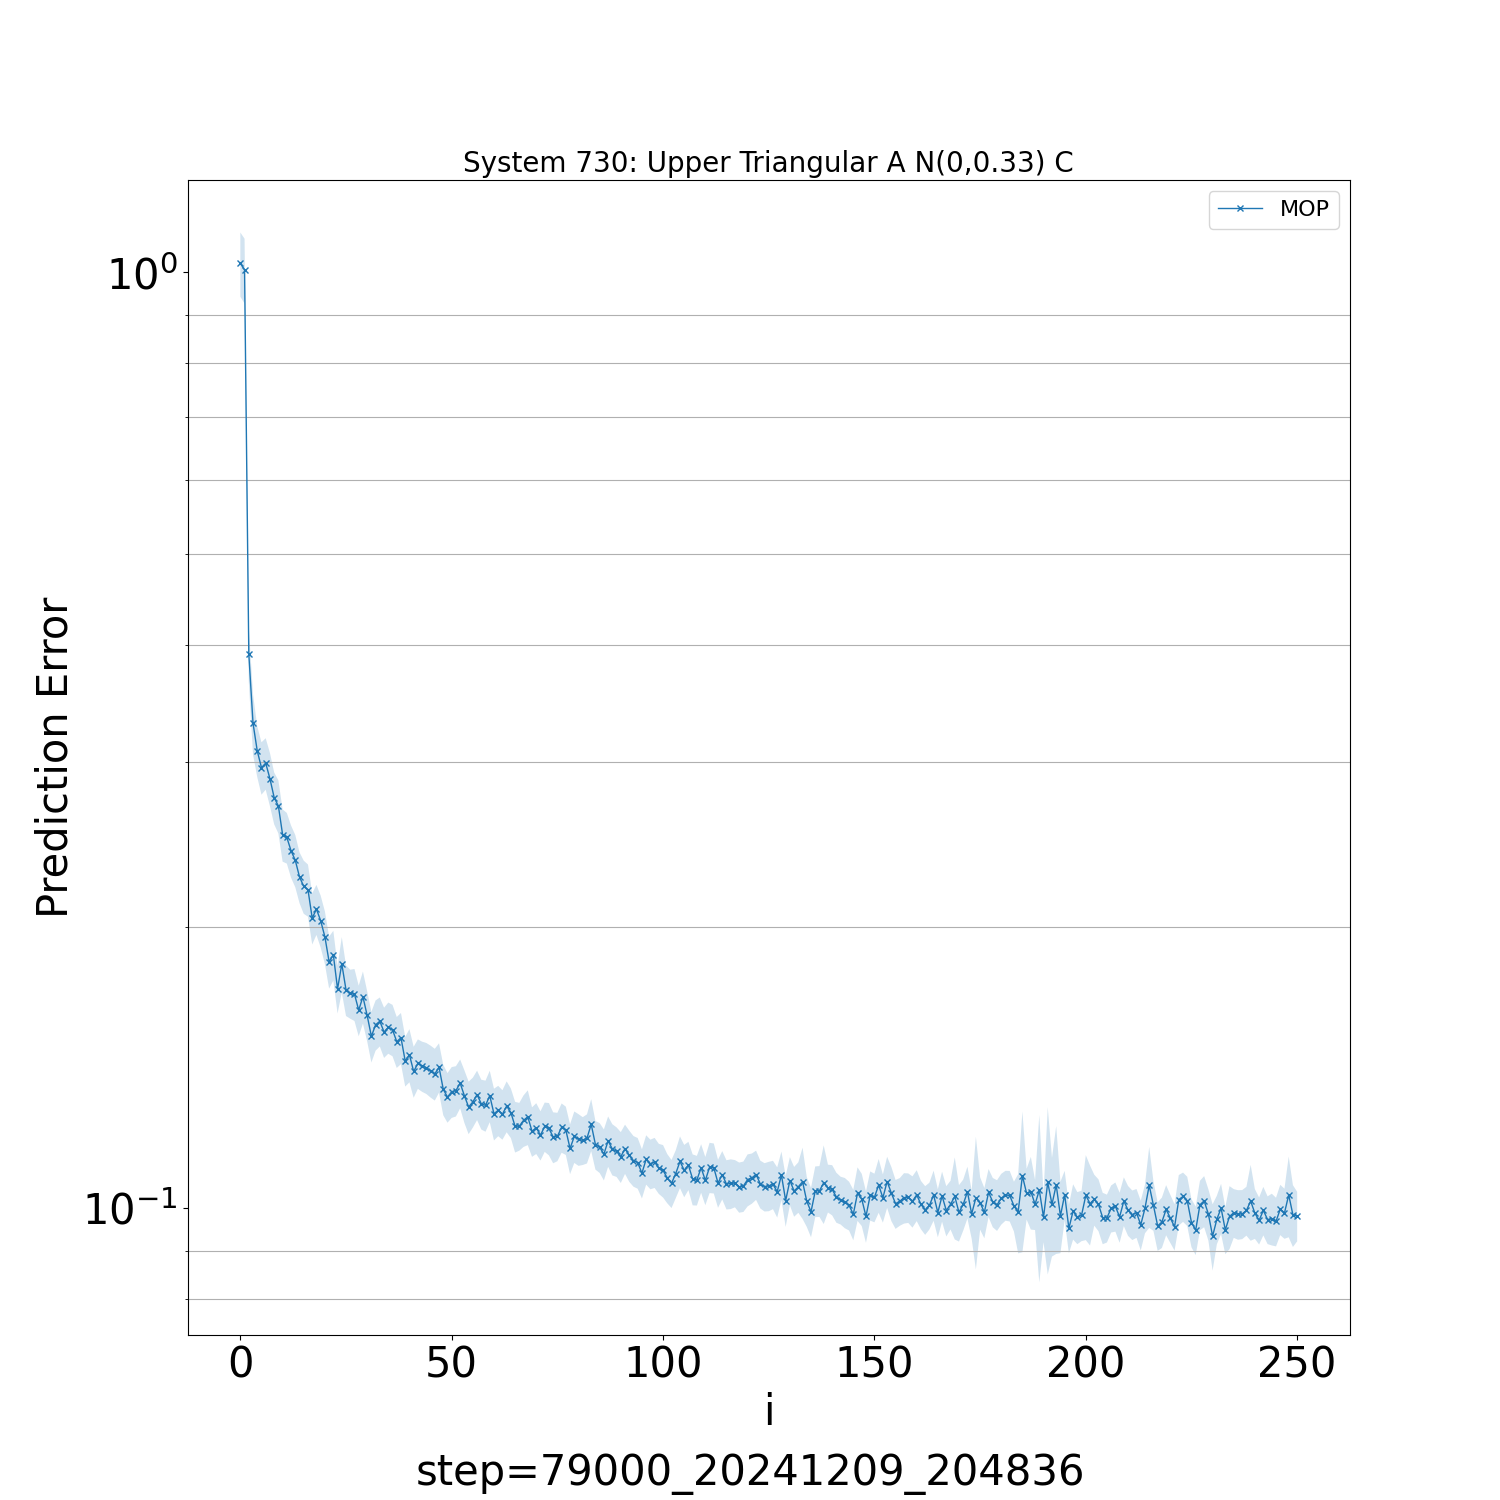 System 730: Upper Triangular A N(0,0.33) C
MOP
10⁰
10⁻¹
Prediction Error
0 50 100 150 200 250
i
step=79000_20241209_204836